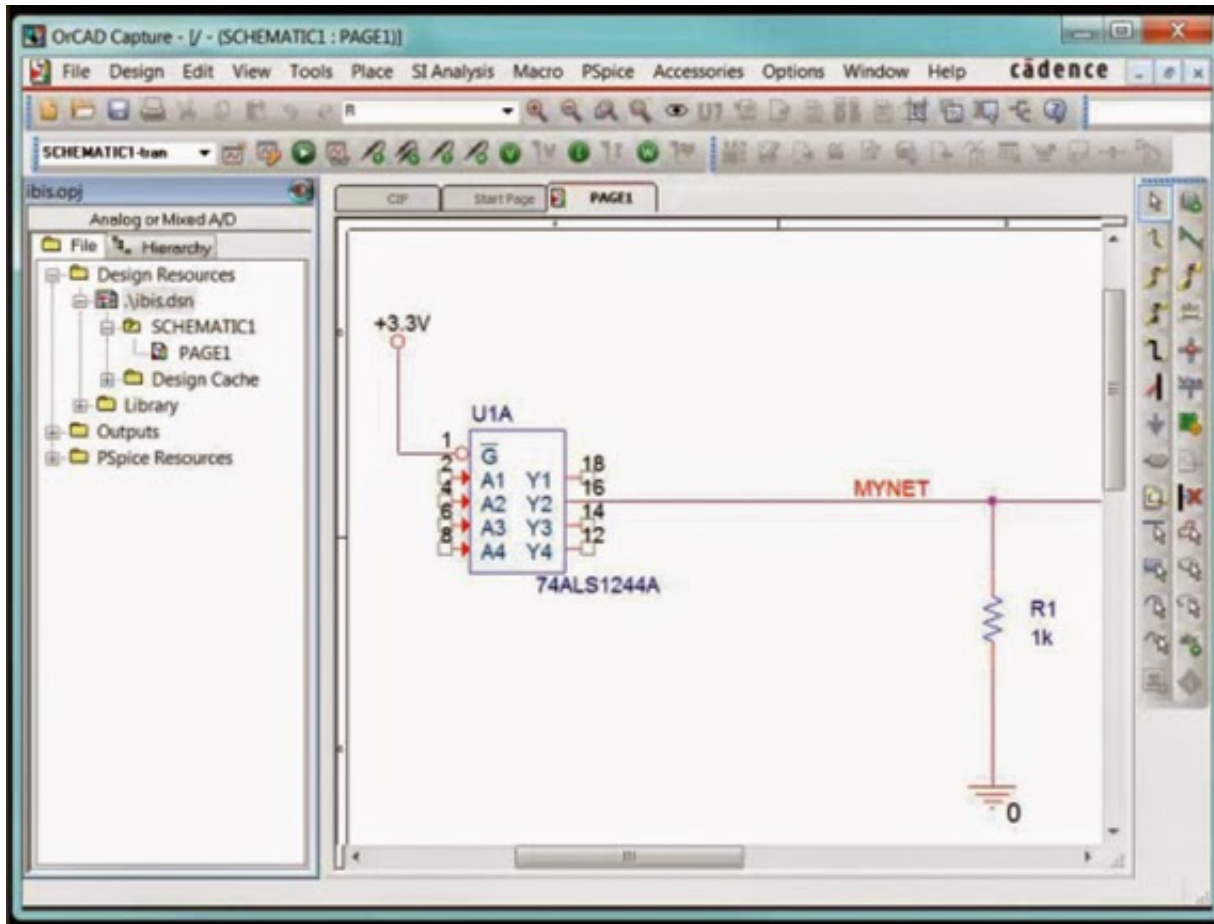 OrCAD Capture - [/ - (SCHEMATIC1 : PAGE1)]
File Design Edit View Tools Place SI Analysis Macro PSpice Accessories Options Window Help cādence
R
U?
SCHEMATIC1-tran
ibis.opj
Analog or Mixed A/D
File Hierarchy
Design Resources
.\ibis.dsn
SCHEMATIC1
PAGE1
Design Cache
Library
Outputs
PSpice Resources
CIP Start Page PAGE1
+3.3V
U1A
1 G
2 A1 Y1 18
4 A2 Y2 16
6 A3 Y3 14
8 A4 Y4 12
74ALS1244A
MYNET
R1
1k
0